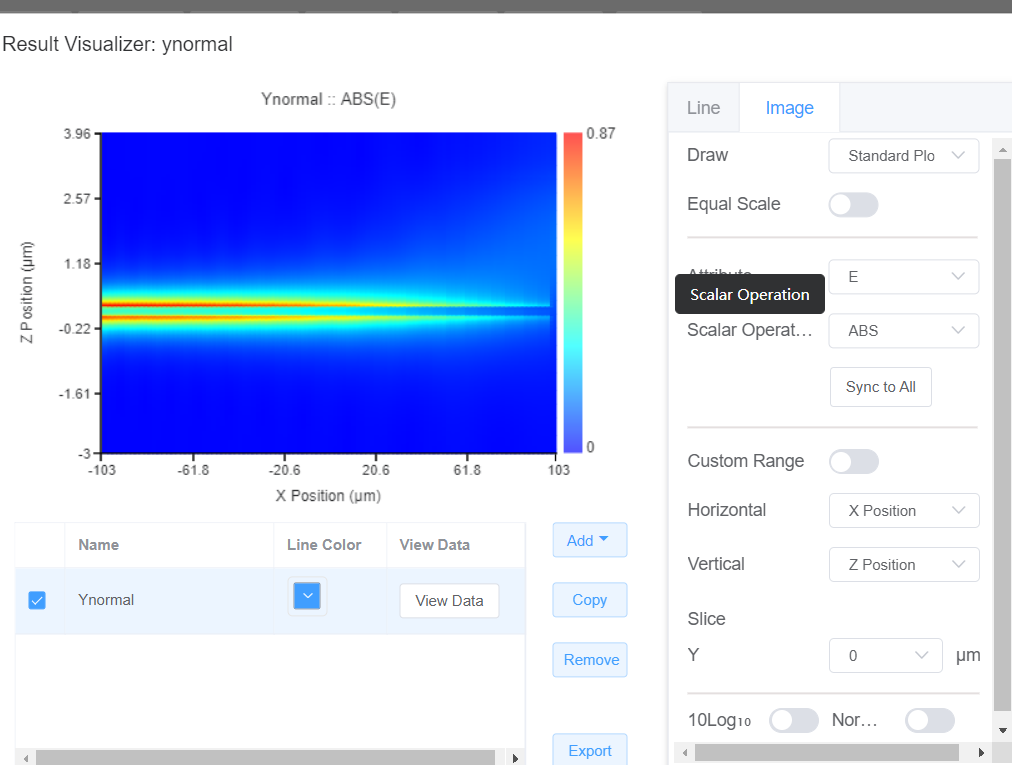 Result Visualizer: ynormal
Ynormal :: ABS(E)
3.96
2.57
1.18
-0.22
-1.61
-3
Z Position (µm)
-103 -61.8 -20.6 20.6 61.8 103
X Position (µm)
0.87
0
Name Line Color View Data
Ynormal View Data
Add
Copy
Remove
Export
Line Image
Draw Standard Plo
Equal Scale
Attribute E
Scalar Operation
Scalar Operat... ABS
Sync to All
Custom Range
Horizontal X Position
Vertical Z Position
Slice
Y 0 µm
10Log10 Nor...